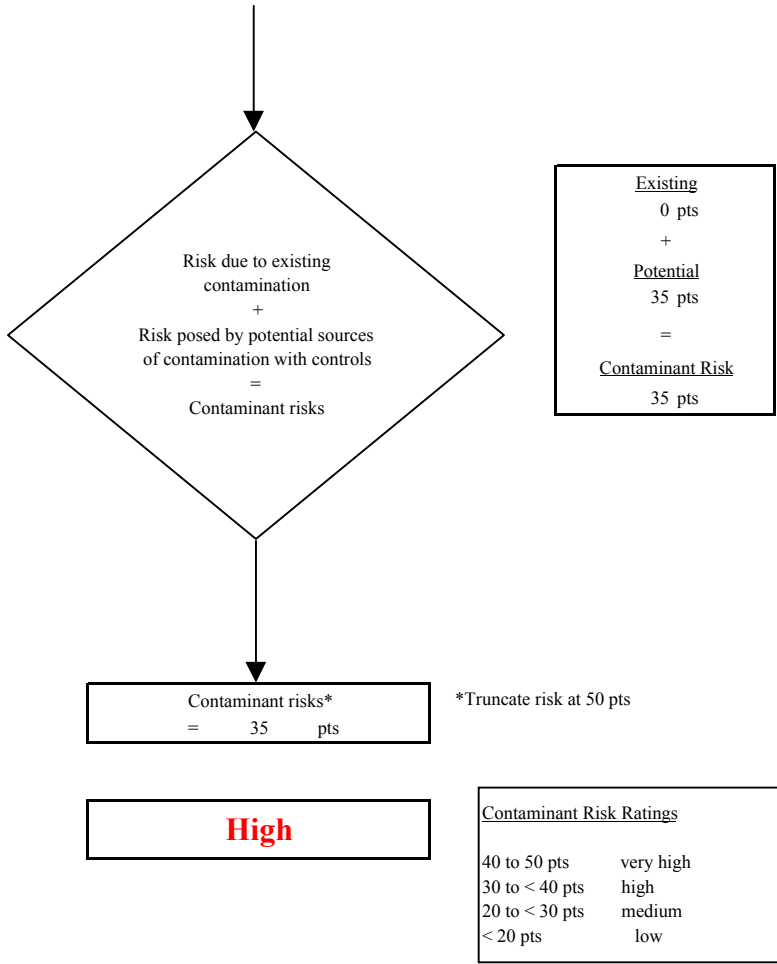 Risk due to existing
contamination
+
Risk posed by potential sources
of contamination with controls
=
Contaminant risks
Existing
0 pts
+
Potential
35 pts
=
Contaminant Risk
35 pts
Contaminant risks*
= 35 pts
*Truncate risk at 50 pts
High
Contaminant Risk Ratings
40 to 50 pts very high
30 to < 40 pts high
20 to < 30 pts medium
< 20 pts low